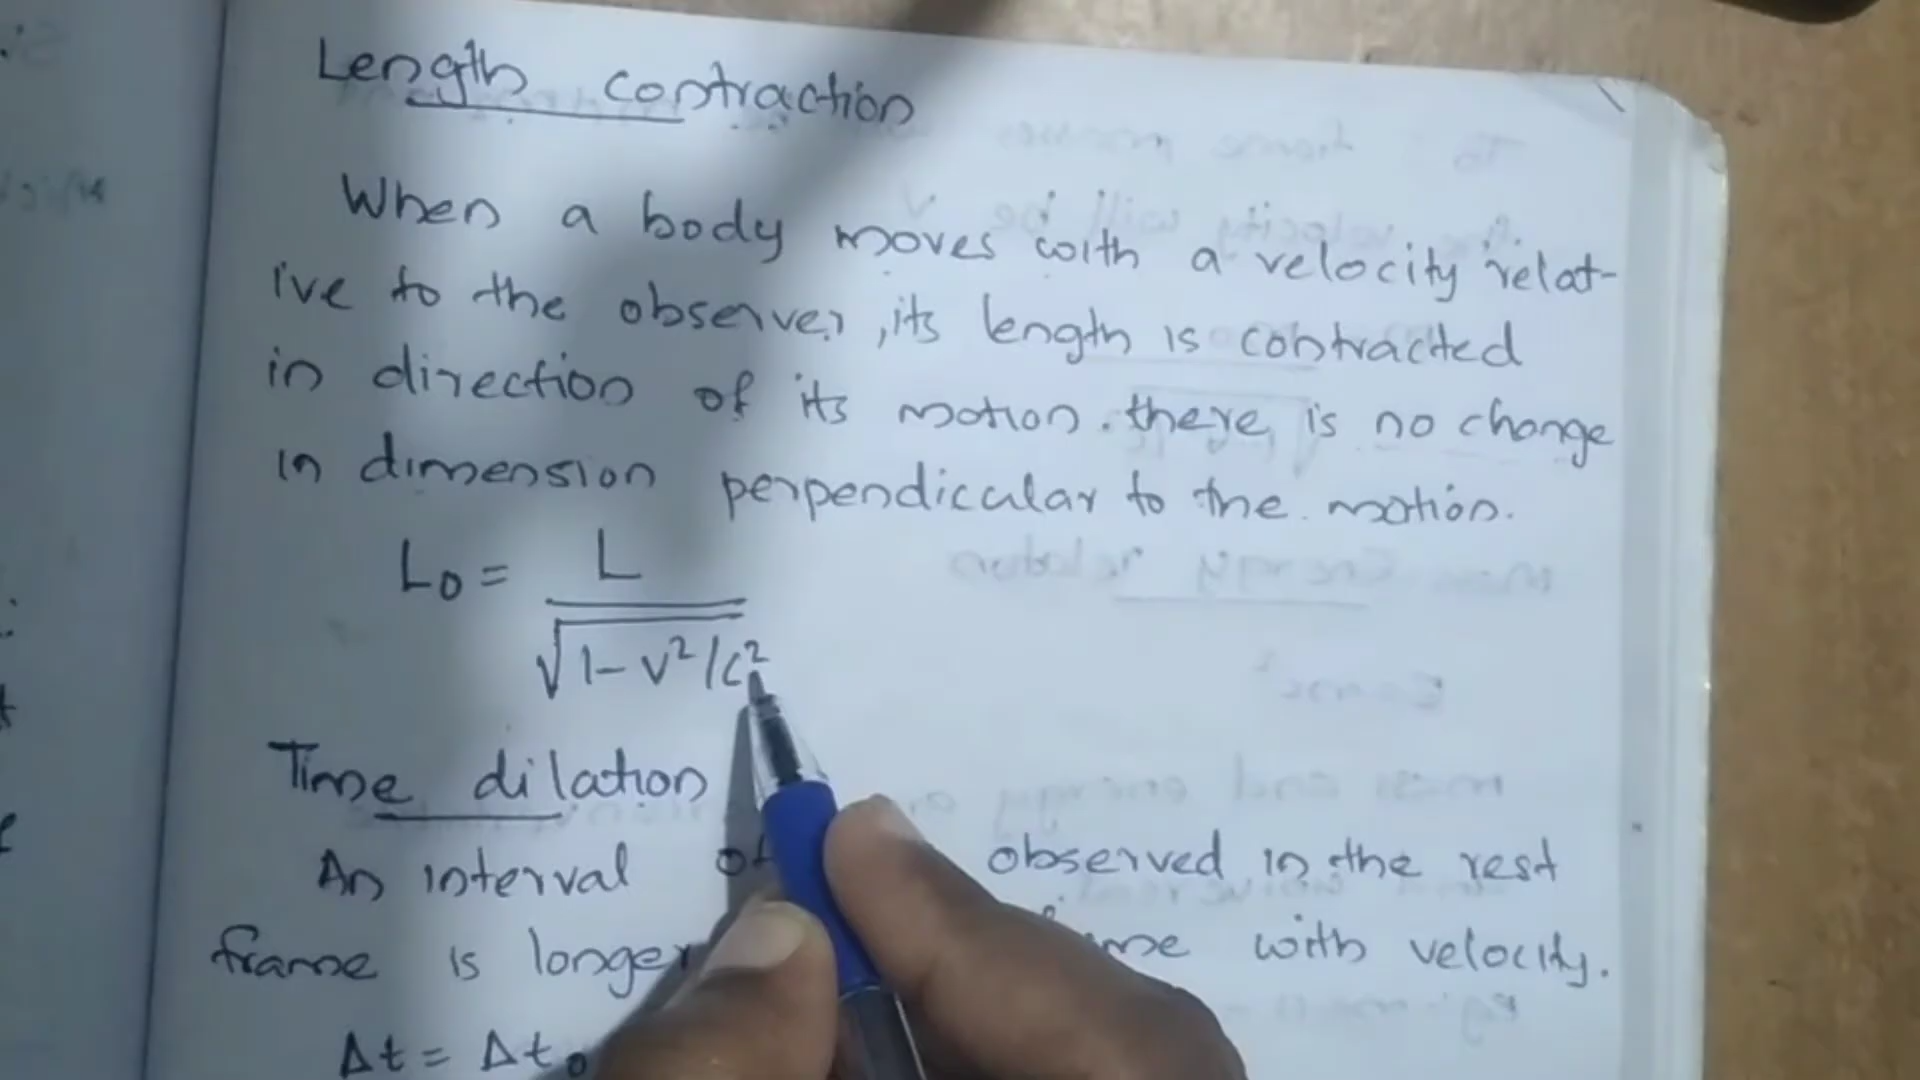 Length contraction
When a body moves with a velocity relat-
ive to the observer, its length is contracted
in direction of its motion. there is no change
in dimension perpendicular to the motion.
L0 = L
√1-v²/c²
Time dilation
An interval of observed in the rest
frame is longer with velocity.
Δt = Δt0